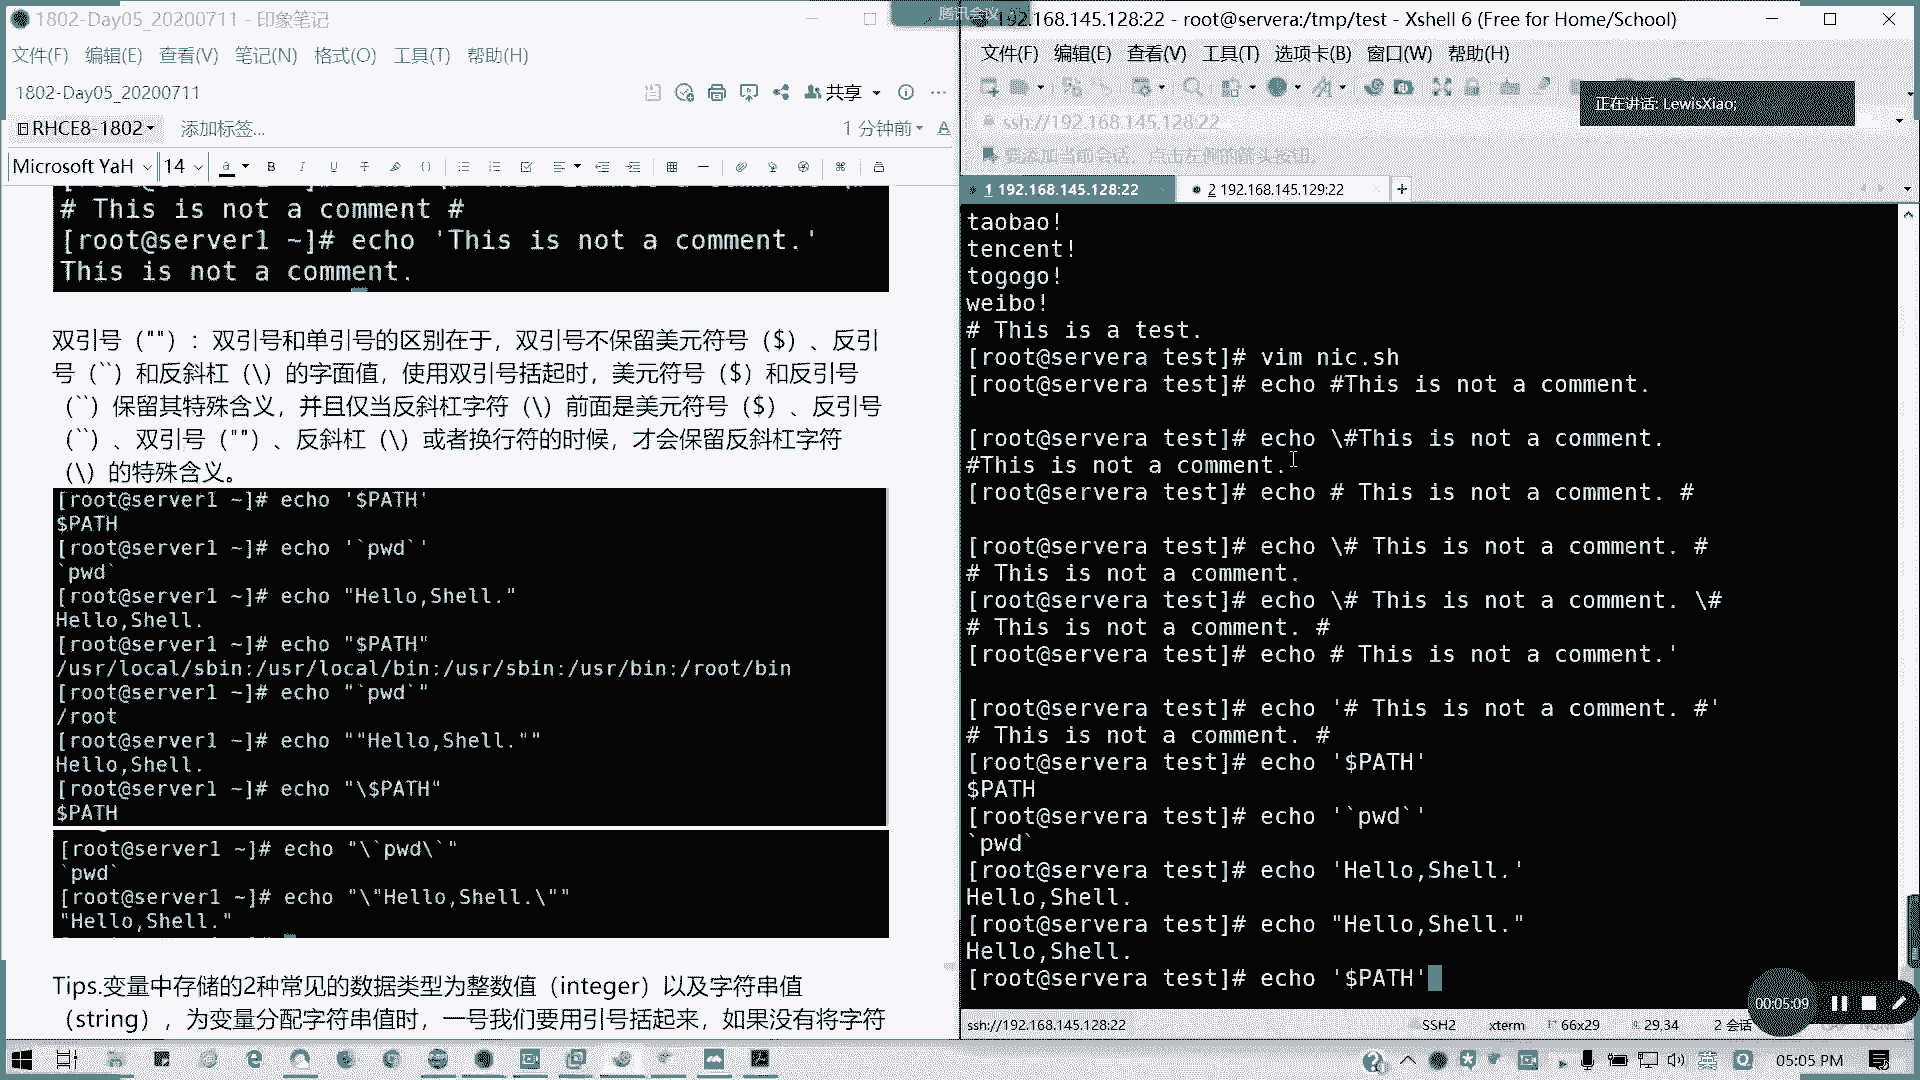 1802-Day05_20200711 - 印象笔记
文件(F) 编辑(E) 查看(V) 笔记(N) 格式(O) 工具(T) 帮助(H)
1802-Day05_20200711
共享
RHCE8-1802
添加标签...
1 分钟前
Microsoft YaH 14
# This is not a comment #
[root@server1 ~]# echo 'This is not a comment.'
This is not a comment.
双引号（""）：双引号和单引号的区别在于，双引号不保留美元符号（$）、反引
号（``）和反斜杠（\）的字面值，使用双引号括起时，美元符号（$）和反引号
（``）保留其特殊含义，并且仅当反斜杠字符（\）前面是美元符号（$）、反引号
（``）、双引号（""）、反斜杠（\）或者换行符的时候，才会保留反斜杠字符
（\）的特殊含义。
[root@server1 ~]# echo '$PATH'
$PATH
[root@server1 ~]# echo '`pwd`'
`pwd`
[root@server1 ~]# echo "Hello,Shell."
Hello,Shell.
[root@server1 ~]# echo "$PATH"
/usr/local/sbin:/usr/local/bin:/usr/sbin:/usr/bin:/root/bin
[root@server1 ~]# echo "`pwd`"
/root
[root@server1 ~]# echo ""Hello,Shell.""
Hello,Shell.
[root@server1 ~]# echo "\$PATH"
$PATH
[root@server1 ~]# echo "\`pwd\`"
`pwd`
[root@server1 ~]# echo "\"Hello,Shell.\""
"Hello,Shell."
Tips.变量中存储的2种常见的数据类型为整数值（integer）以及字符串值
（string），为变量分配字符串值时，一号我们要用引号括起来，如果没有将字符
腾讯会议
192.168.145.128:22 - root@servera:/tmp/test - Xshell 6 (Free for Home/School)
文件(F) 编辑(E) 查看(V) 工具(T) 选项卡(B) 窗口(W) 帮助(H)
正在讲话: LewisXiao;
ssh://192.168.145.128:22
要添加当前会话，点击左侧的箭头按钮。
1 192.168.145.128:22
2 192.168.145.129:22
taobao!
tencent!
togogo!
weibo!
# This is a test.
[root@servera test]# vim nic.sh
[root@servera test]# echo #This is not a comment.
[root@servera test]# echo \#This is not a comment.
#This is not a comment.
[root@servera test]# echo # This is not a comment. #
[root@servera test]# echo \# This is not a comment. #
# This is not a comment.
[root@servera test]# echo \# This is not a comment. \#
# This is not a comment. #
[root@servera test]# echo # This is not a comment.'
[root@servera test]# echo '# This is not a comment. #'
# This is not a comment. #
[root@servera test]# echo '$PATH'
$PATH
[root@servera test]# echo '`pwd`'
`pwd`
[root@servera test]# echo 'Hello,Shell.'
Hello,Shell.
[root@servera test]# echo "Hello,Shell."
Hello,Shell.
[root@servera test]# echo '$PATH'
00:05:09
ssh://192.168.145.128:22 SSH2 xterm 66x29 29,34 2 会话
英
05:05 PM